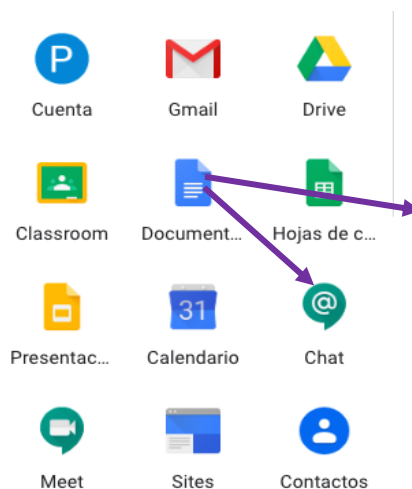 P
Cuenta Gmail Drive
Classroom Document... Hojas de c...
31 @
Presentac... Calendario Chat
Meet Sites Contactos